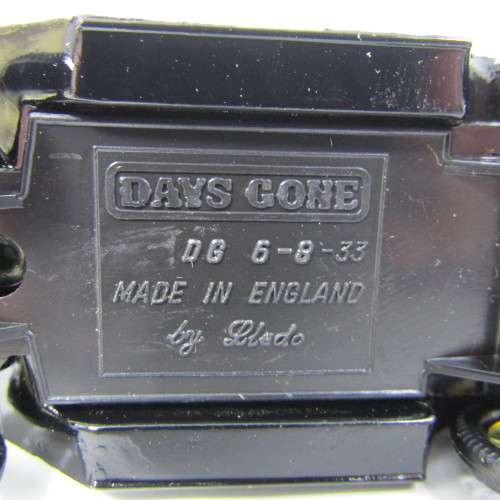 DAYS GONE
DG 6-8-33
MADE IN ENGLAND
by Lledo